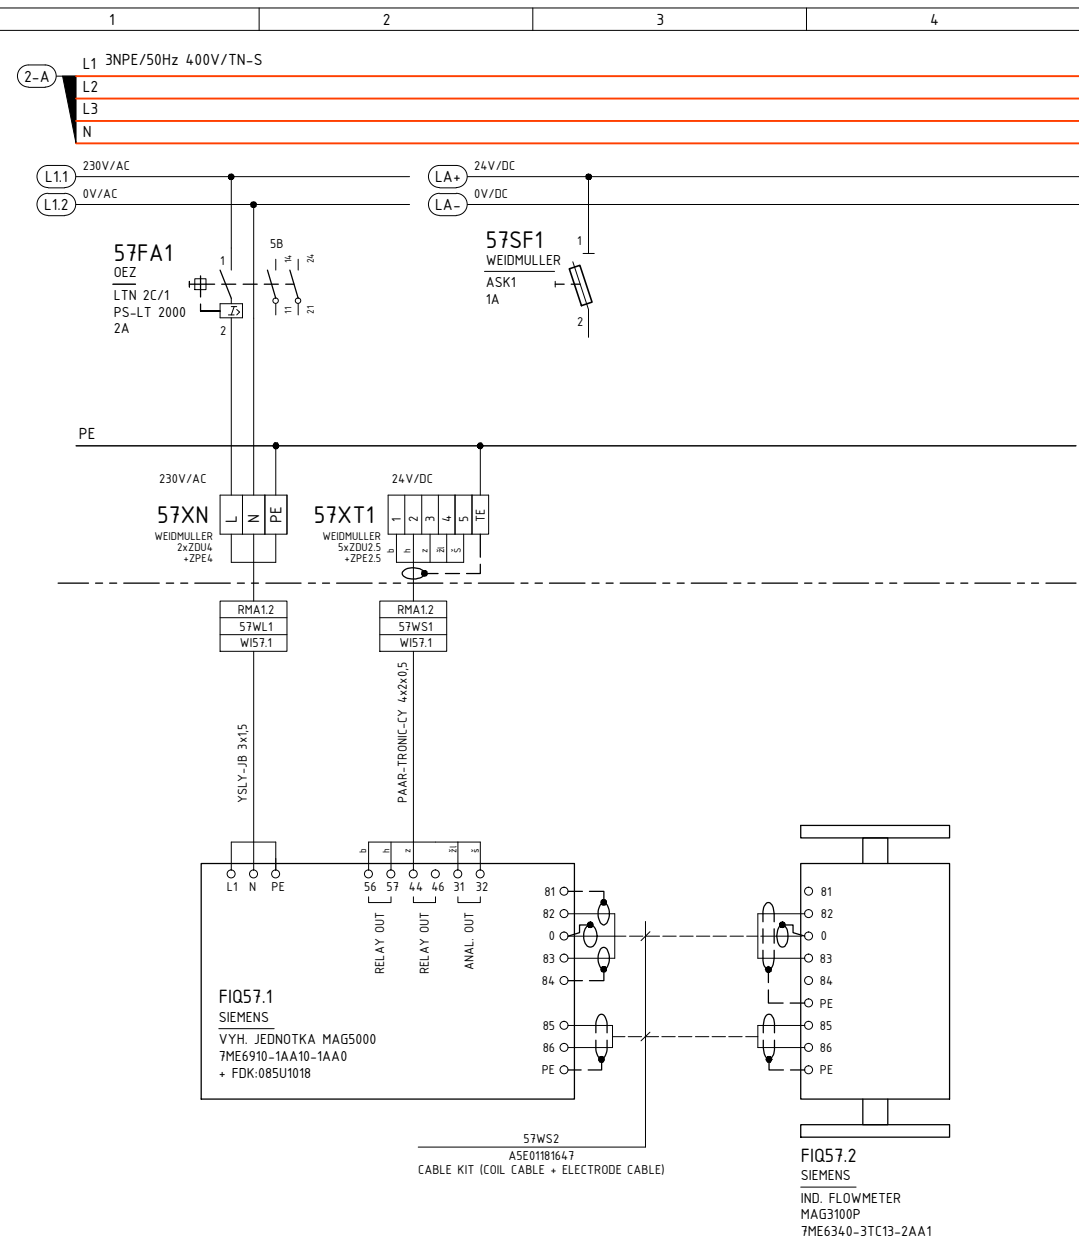 1 2 3 4
L1 3NPE/50Hz 400V/TN-S
2-A
L2
L3
N
L1.1 230V/AC
L1.2 0V/AC
LA+ 24V/DC
LA- 0V/DC
57FA1
OEZ
LTN 2C/1
PS-LT 2000
2A
1
2
5B
14 24
11 21
57SF1
WEIDMULLER
ASK1
1A
1
2
PE
230V/AC
57XN
WEIDMULLER
2xZDU4
+ZPE4
L N PE
24V/DC
57XT1
WEIDMULLER
5xZDU2.5
+ZPE2.5
1 2 3 4 5 TE
b h z žl š
RMA1.2
57WL1
WI57.1
RMA1.2
57WS1
WI57.1
YSLY-JB 3x1,5
PAAR-TRONIC-CY 4x2x0,5
b h z žl š
L1 N PE
56 57 44 46 31 32
RELAY OUT
RELAY OUT
ANAL. OUT
81
82
0
83
84
85
86
PE
FIQ57.1
SIEMENS
VYH. JEDNOTKA MAG5000
7ME6910-1AA10-1AA0
+ FDK:085U1018
81
82
0
83
84
PE
85
86
PE
57WS2
A5E01181647
CABLE KIT (COIL CABLE + ELECTRODE CABLE)
FIQ57.2
SIEMENS
IND. FLOWMETER
MAG3100P
7ME6340-3TC13-2AA1